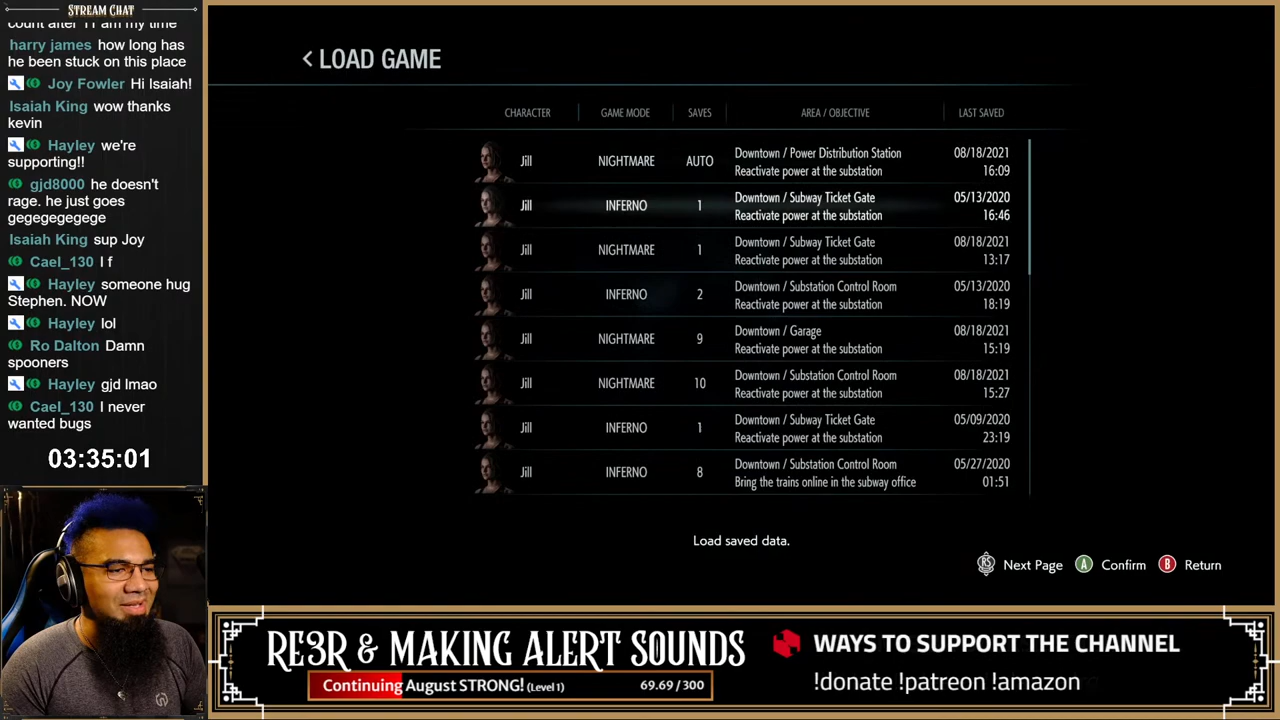 STREAM CHAT
count after 1 I am my time
harry james how long has
he been stuck on this place
Joy Fowler Hi Isaiah!
Isaiah King wow thanks
kevin
Hayley we're
supporting!!
gjd8000 he doesn't
rage. he just goes
gegegegege
Isaiah King sup Joy
Cael_130 I f
Hayley someone hug
Stephen. NOW
Hayley lol
Ro Dalton Damn
spooners
Hayley gjd lmao
Cael_130 I never
wanted bugs
03:35:01
< LOAD GAME
CHARACTER GAME MODE SAVES AREA / OBJECTIVE LAST SAVED
Jill NIGHTMARE AUTO Downtown / Power Distribution Station 08/18/2021
Reactivate power at the substation 16:09
Jill INFERNO 1 Downtown / Subway Ticket Gate 05/13/2020
Reactivate power at the substation 16:46
Jill NIGHTMARE 1 Downtown / Subway Ticket Gate 08/18/2021
Reactivate power at the substation 13:17
Jill INFERNO 2 Downtown / Substation Control Room 05/13/2020
Reactivate power at the substation 18:19
Jill NIGHTMARE 9 Downtown / Garage 08/18/2021
Reactivate power at the substation 15:19
Jill NIGHTMARE 10 Downtown / Substation Control Room 08/18/2021
Reactivate power at the substation 15:27
Jill INFERNO 1 Downtown / Subway Ticket Gate 05/09/2020
Reactivate power at the substation 23:19
Jill INFERNO 8 Downtown / Substation Control Room 05/27/2020
Bring the trains online in the subway office 01:51
Load saved data.
RS Next Page A Confirm B Return
RE3R & MAKING ALERT SOUNDS
Continuing August STRONG! (Level 1) 69.69 / 300
WAYS TO SUPPORT THE CHANNEL
!donate !patreon !amazon